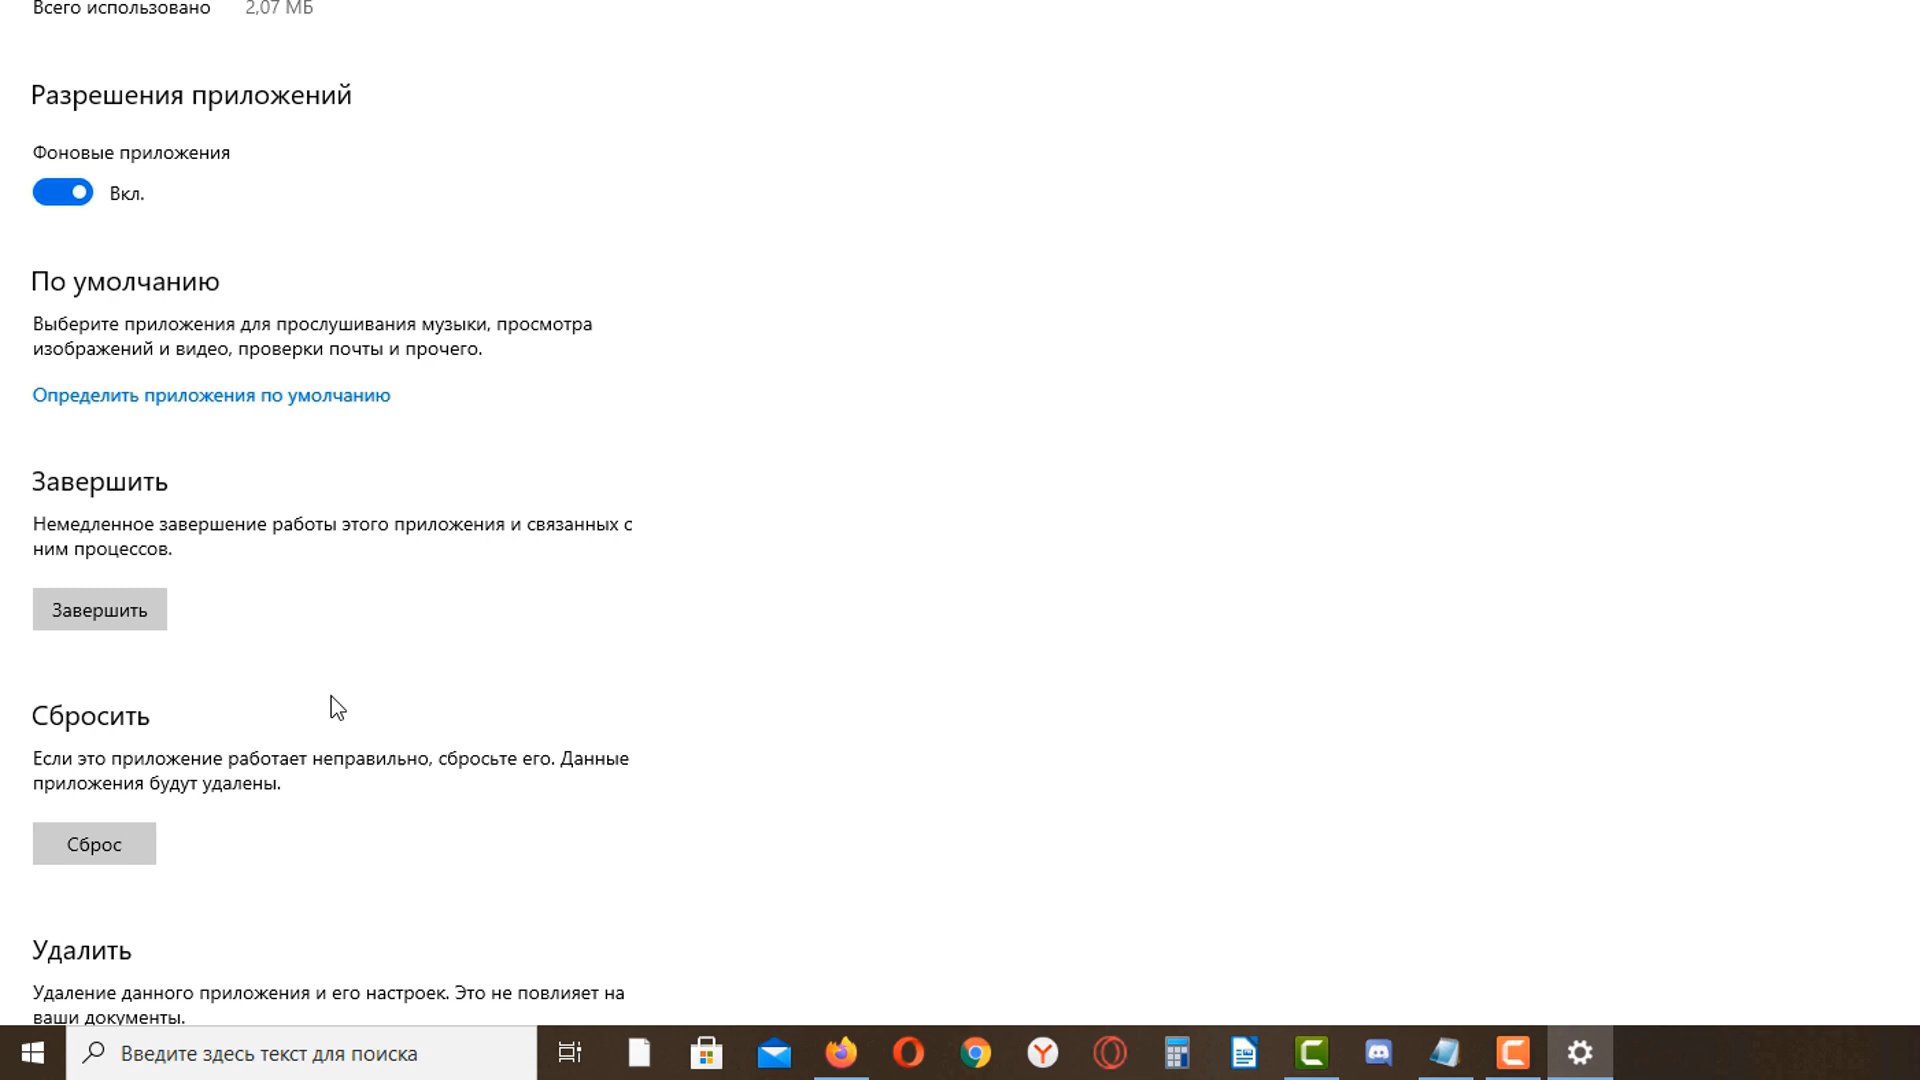 Всего использовано 2,07 МБ
Разрешения приложений
Фоновые приложения
Вкл.
По умолчанию
Выберите приложения для прослушивания музыки, просмотра
изображений и видео, проверки почты и прочего.
Определить приложения по умолчанию
Завершить
Немедленное завершение работы этого приложения и связанных с
ним процессов.
Завершить
Сбросить
Если это приложение работает неправильно, сбросьте его. Данные
приложения будут удалены.
Сброс
Удалить
Удаление данного приложения и его настроек. Это не повлияет на
ваши документы.
Введите здесь текст для поиска